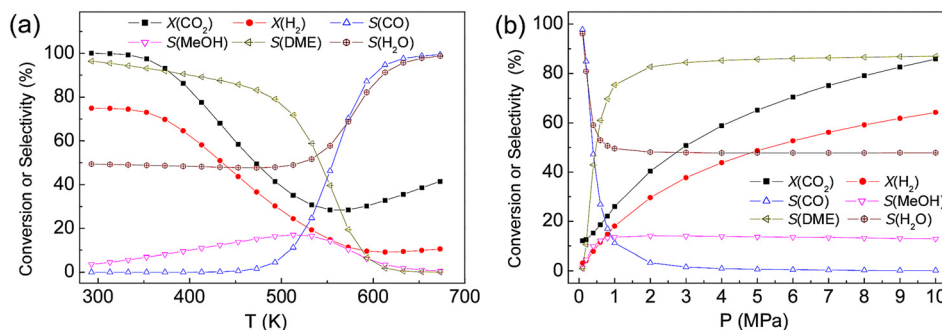 (a)
X(CO₂) X(H₂) S(CO)
S(MeOH) S(DME) S(H₂O)
Conversion or Selectivity (%)
100
80
60
40
20
0
300 400 500 600 700
T (K)
(b)
Conversion or Selectivity (%)
100
80
60
40
20
0
X(CO₂) X(H₂)
S(CO) S(MeOH)
S(DME) S(H₂O)
0 1 2 3 4 5 6 7 8 9 10
P (MPa)